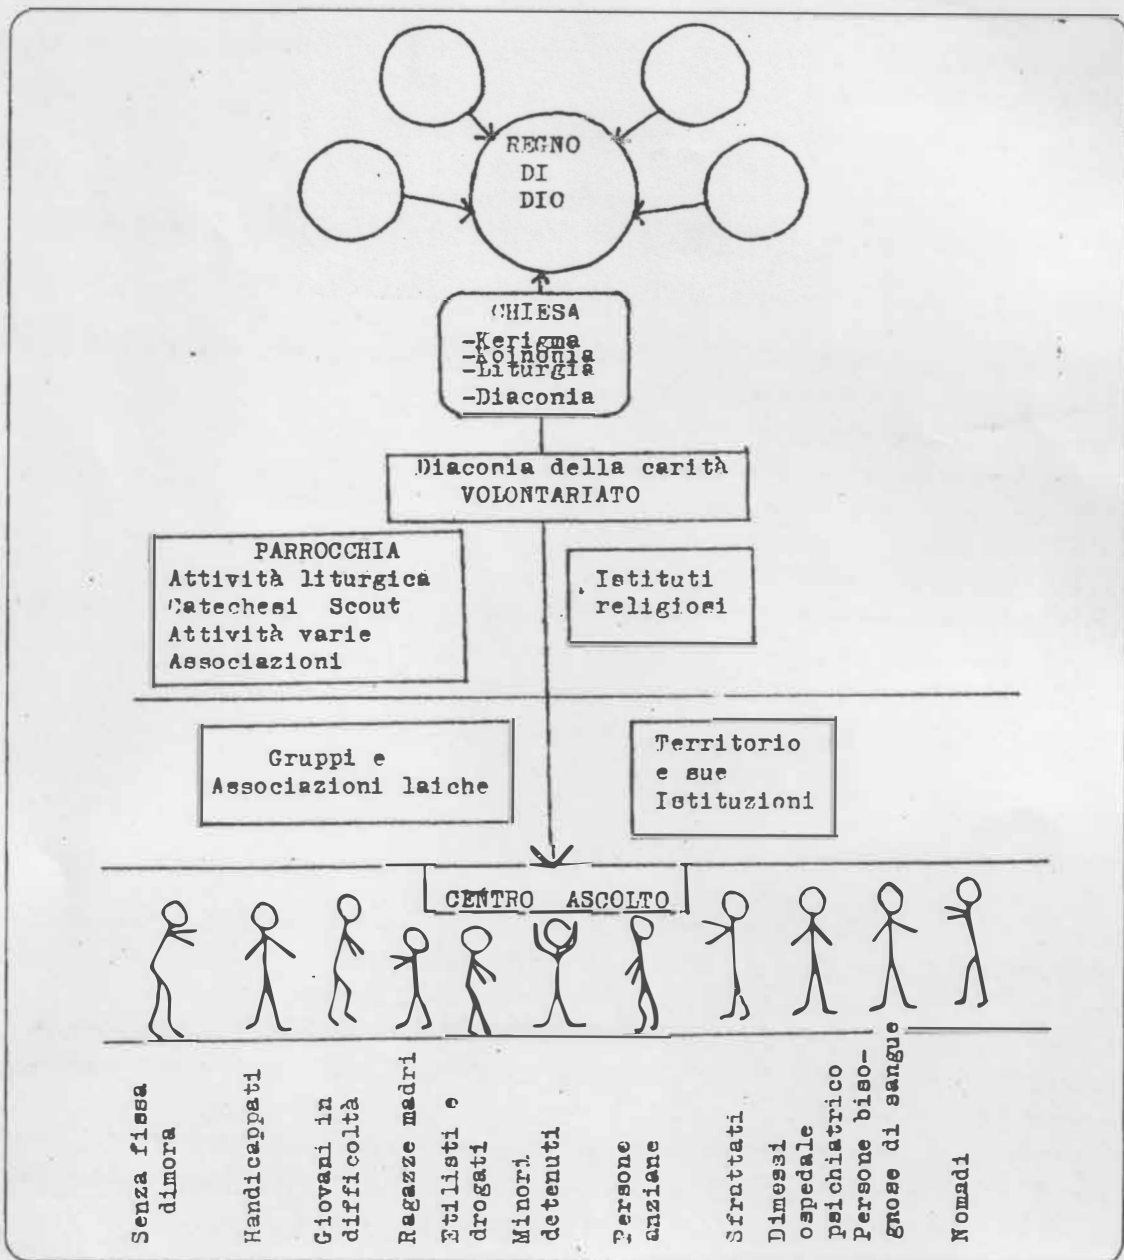 REGNO
DI
DIO
CHIESA
-Kerigma
-Koinonia
-Liturgia
-Diaconia
Diaconia della carità
VOLONTARIATO
PARROCCHIA
Attività liturgica
Catechesi Scout
Attività varie
Associazioni
Istituti
religiosi
Gruppi e
Associazioni laiche
Territorio
e sue
Istituzioni
CENTRO ASCOLTO
Senza fissa
dimora
Handicappati
Giovani in
difficoltà
Ragazze madri
Etilisti e
drogati
Minori
detenuti
Persone
anziane
Sfruttati
Dimessi
ospedale
psichiatrico
Persone biso-
gnose di sangue
Nomadi